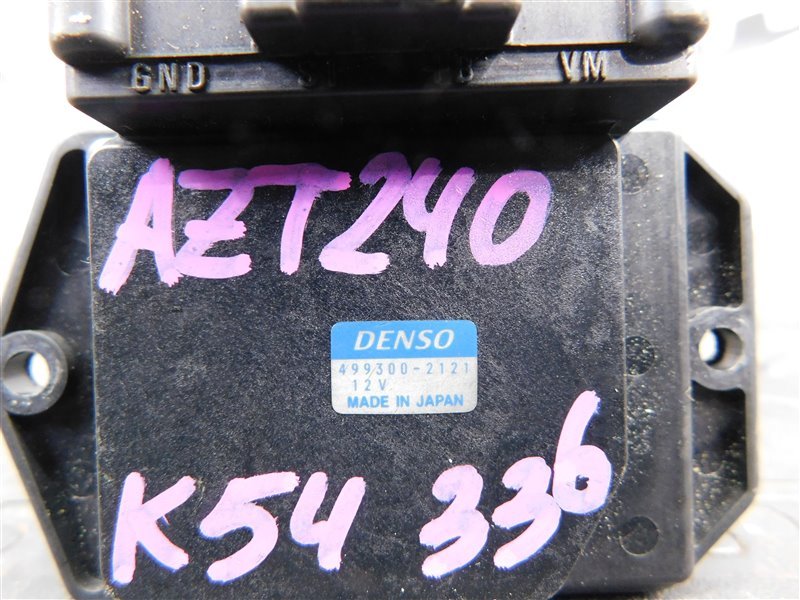 GND VM
AZT240
DENSO
499300-2121
12V
MADE IN JAPAN
K54 336